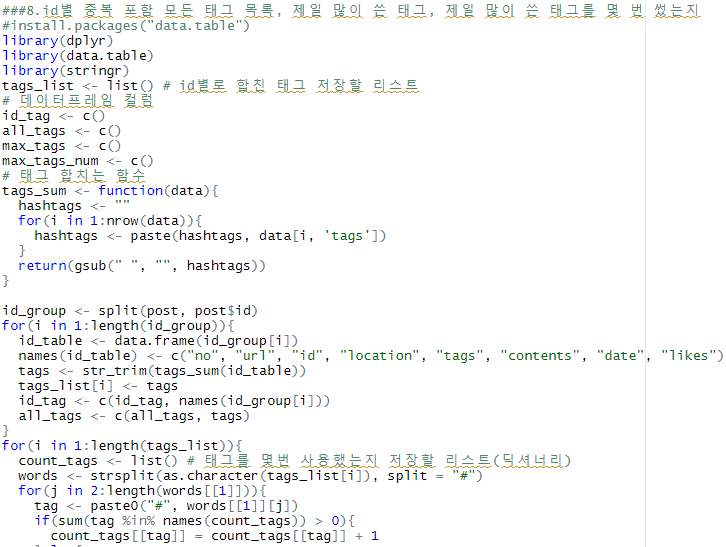 ###8.id별 중복 포함 모든 태그 목록, 제일 많이 쓴 태그, 제일 많이 쓴 태그를 몇 번 썼는지
#install.packages("data.table")
library(dplyr)
library(data.table)
library(stringr)
tags_list <- list() # id별로 합친 태그 저장할 리스트
# 데이터프레임 컬럼
id_tag <- c()
all_tags <- c()
max_tags <- c()
max_tags_num <- c()
# 태그 합치는 함수
tags_sum <- function(data){
  hashtags <- ""
  for(i in 1:nrow(data)){
    hashtags <- paste(hashtags, data[i, 'tags'])
  }
  return(gsub(" ", "", hashtags))
}

id_group <- split(post, post$id)
for(i in 1:length(id_group)){
  id_table <- data.frame(id_group[i])
  names(id_table) <- c("no", "url", "id", "location", "tags", "contents", "date", "likes")
  tags <- str_trim(tags_sum(id_table))
  tags_list[i] <- tags
  id_tag <- c(id_tag, names(id_group[i]))
  all_tags <- c(all_tags, tags)
}
for(i in 1:length(tags_list)){
  count_tags <- list() # 태그를 몇번 사용했는지 저장할 리스트(딕셔너리)
  words <- strsplit(as.character(tags_list[i]), split = "#")
  for(j in 2:length(words[[1]])){
    tag <- paste0("#", words[[1]][j])
    if(sum(tag %in% names(count_tags)) > 0){
      count_tags[[tag]] = count_tags[[tag]] + 1